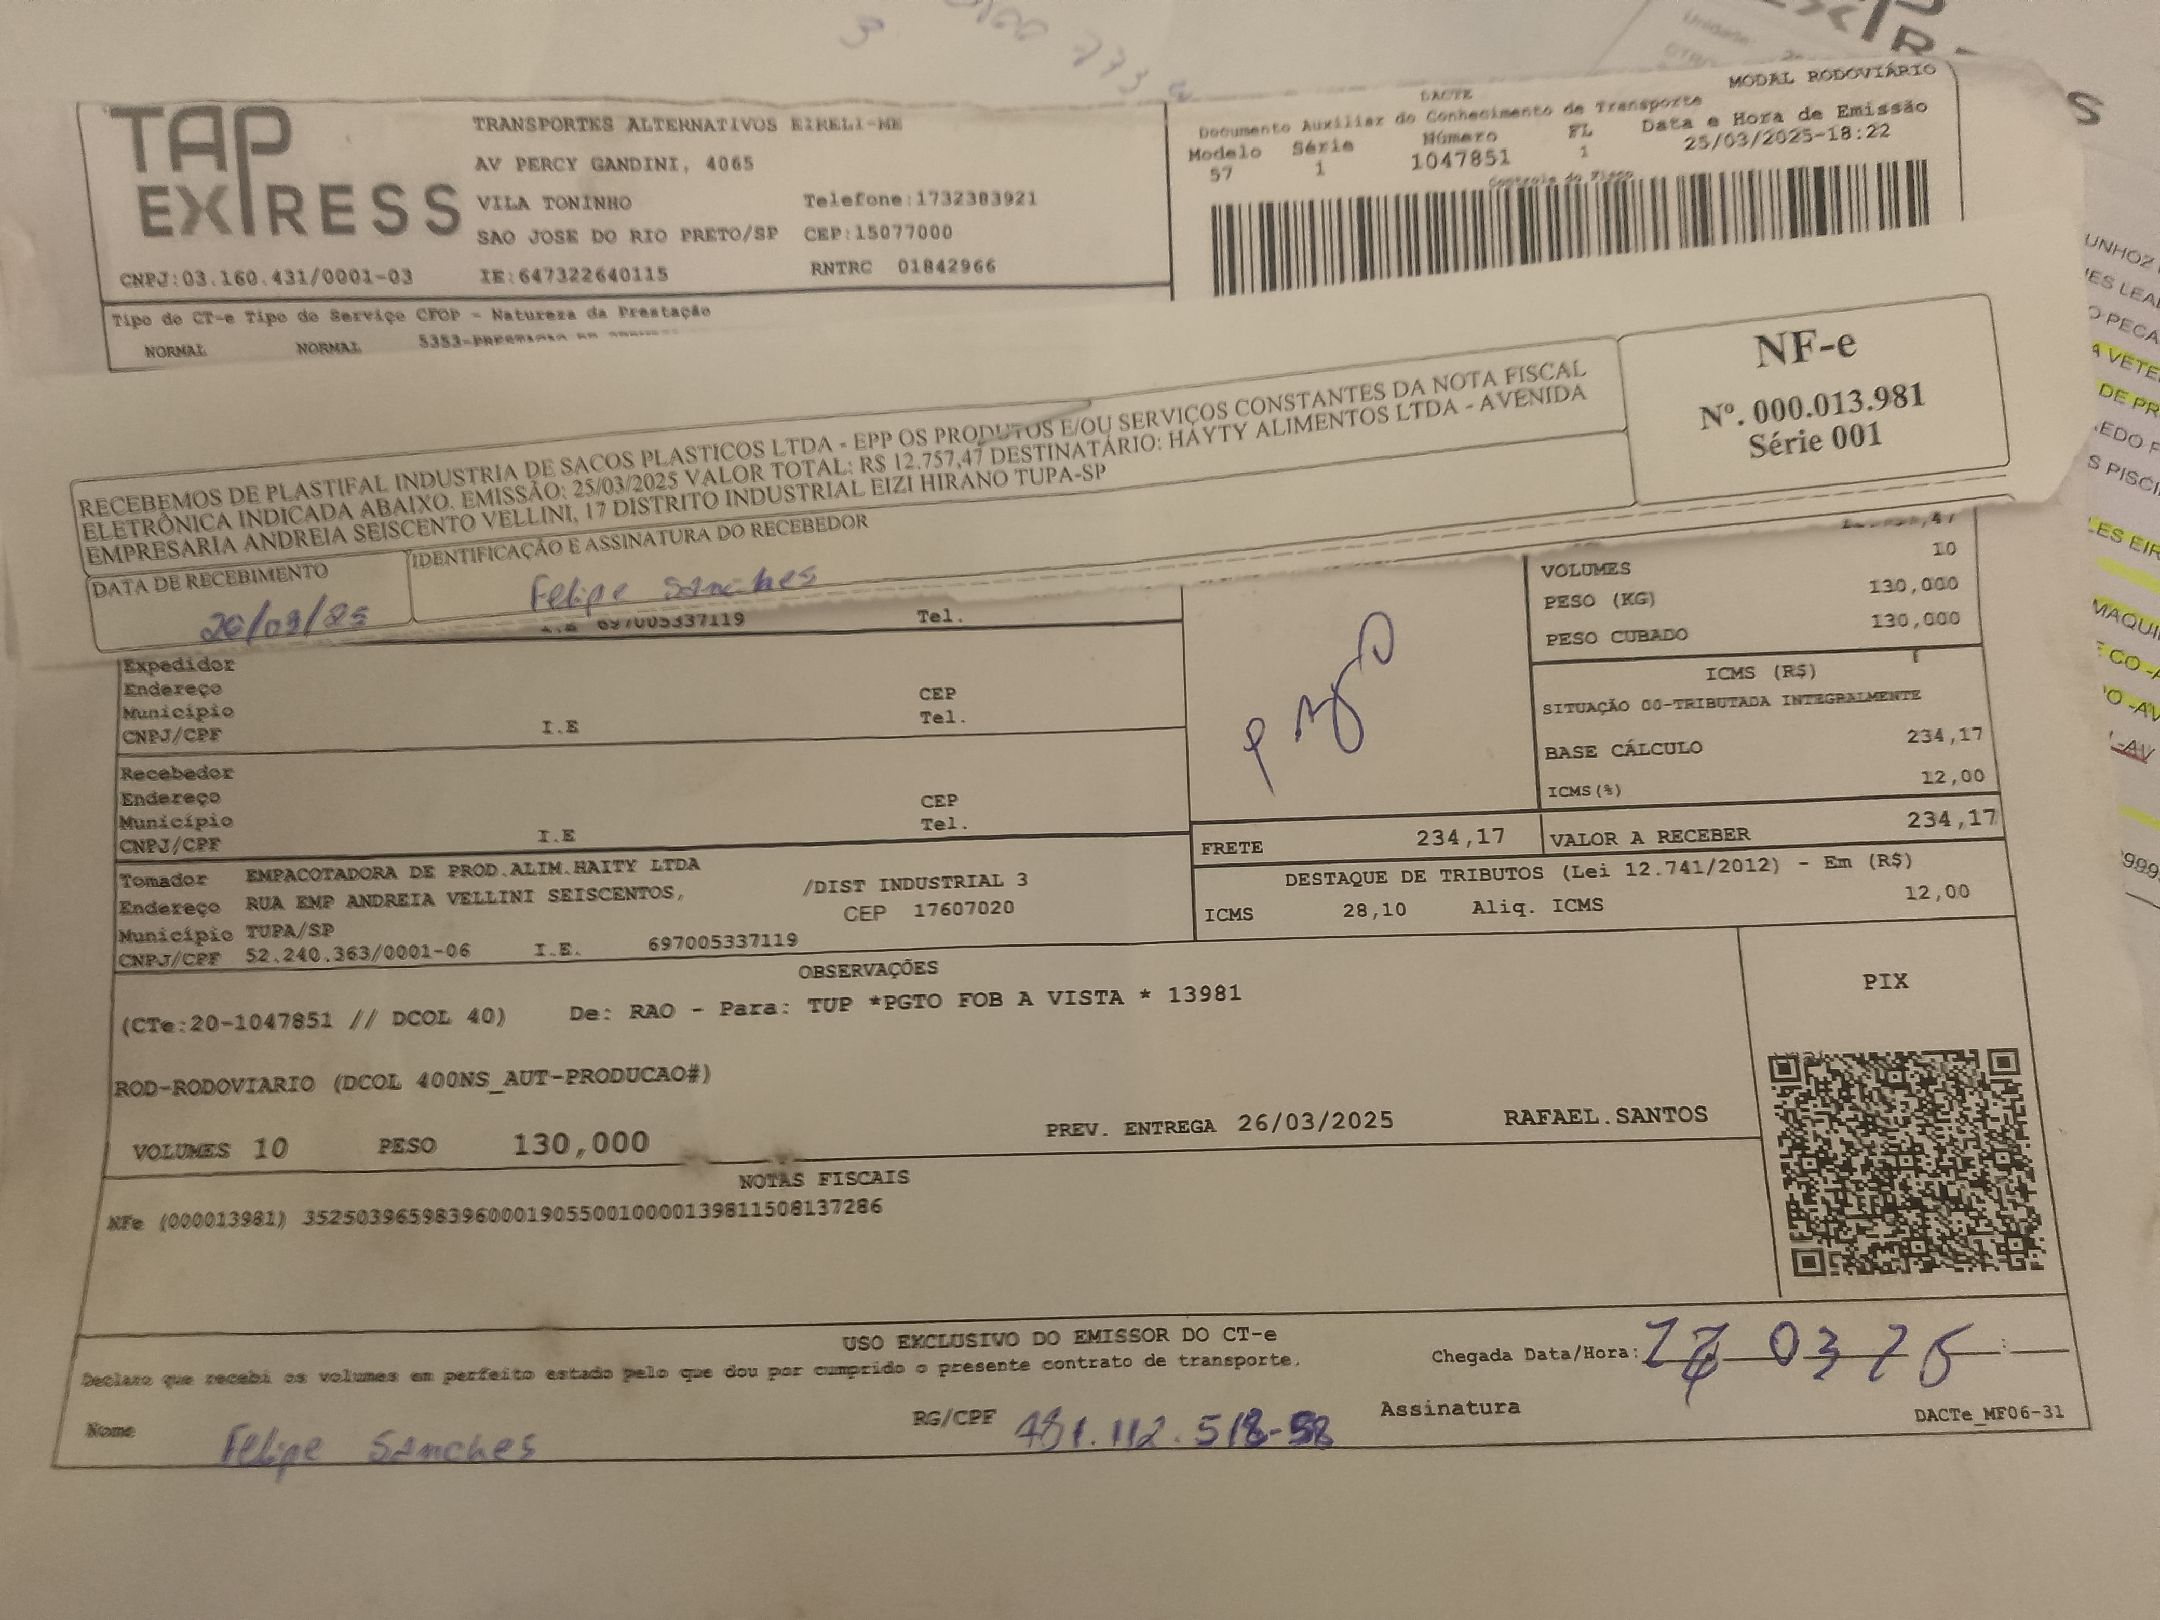 TAP
EXPRESS
TRANSPORTES ALTERNATIVOS EIRELI-ME
AV PERCY GANDINI, 4065
VILA TONINHO Telefone:1732383921
SAO JOSE DO RIO PRETO/SP CEP:15077000
CNPJ:03.160.431/0001-03 IE:647322640115 RNTRC 01842966
MODAL RODOVIÁRIO
DACTE
Documento Auxiliar do Conhecimento de Transporte
Modelo Série Número FL Data e Hora de Emissão
57 1 1047851 1 25/03/2025-18:22
Controle do Fisco
Tipo de CT-e Tipo de Serviço CFOP - Natureza da Prestação
NORMAL NORMAL 5353-PRESTACAO DE
RECEBEMOS DE PLASTIFAL INDUSTRIA DE SACOS PLASTICOS LTDA - EPP OS PRODUTOS E/OU SERVIÇOS CONSTANTES DA NOTA FISCAL
ELETRÔNICA INDICADA ABAIXO. EMISSÃO: 25/03/2025 VALOR TOTAL: R$ 12.757,47 DESTINATÁRIO: HAYTY ALIMENTOS LTDA - AVENIDA
EMPRESARIA ANDREIA SEISCENTO VELLINI, 17 DISTRITO INDUSTRIAL EIZI HIRANO TUPA-SP
DATA DE RECEBIMENTO IDENTIFICAÇÃO E ASSINATURA DO RECEBEDOR
26/03/25 Felipe Sanches
NF-e
Nº. 000.013.981
Série 001
I.E 697005337119 Tel.
Expedidor
Endereço CEP
Município Tel.
CNPJ/CPF I.E
Recebedor
Endereço CEP
Município Tel.
CNPJ/CPF I.E
VOLUMES 10
PESO (KG) 130,000
PESO CUBADO 130,000
ICMS (R$)
SITUAÇÃO 00-TRIBUTADA INTEGRALMENTE
BASE CÁLCULO 234,17
ICMS(%) 12,00
FRETE 234,17 VALOR A RECEBER 234,17
DESTAQUE DE TRIBUTOS (Lei 12.741/2012) - Em (R$)
ICMS 28,10 Aliq. ICMS 12,00
Tomador EMPACOTADORA DE PROD.ALIM.HAITY LTDA
Endereço RUA EMP ANDREIA VELLINI SEISCENTOS, /DIST INDUSTRIAL 3
Município TUPA/SP CEP 17607020
CNPJ/CPF 52.240.363/0001-06 I.E. 697005337119
OBSERVAÇÕES
(CTe:20-1047851 // DCOL 40) De: RAO - Para: TUP *PGTO FOB A VISTA * 13981
ROD-RODOVIARIO (DCOL 400NS_AUT-PRODUCAO#)
VOLUMES 10 PESO 130,000 PREV. ENTREGA 26/03/2025 RAFAEL.SANTOS
PIX
NOTAS FISCAIS
NFe (000013981) 35250396598396000190550010000139811508137286
USO EXCLUSIVO DO EMISSOR DO CT-e
Declaro que recebi os volumes em perfeito estado pelo que dou por cumprido o presente contrato de transporte.
Chegada Data/Hora:
Nome Felipe Sanches RG/CPF 481.112.518-58 Assinatura
DACTe_MF06-31